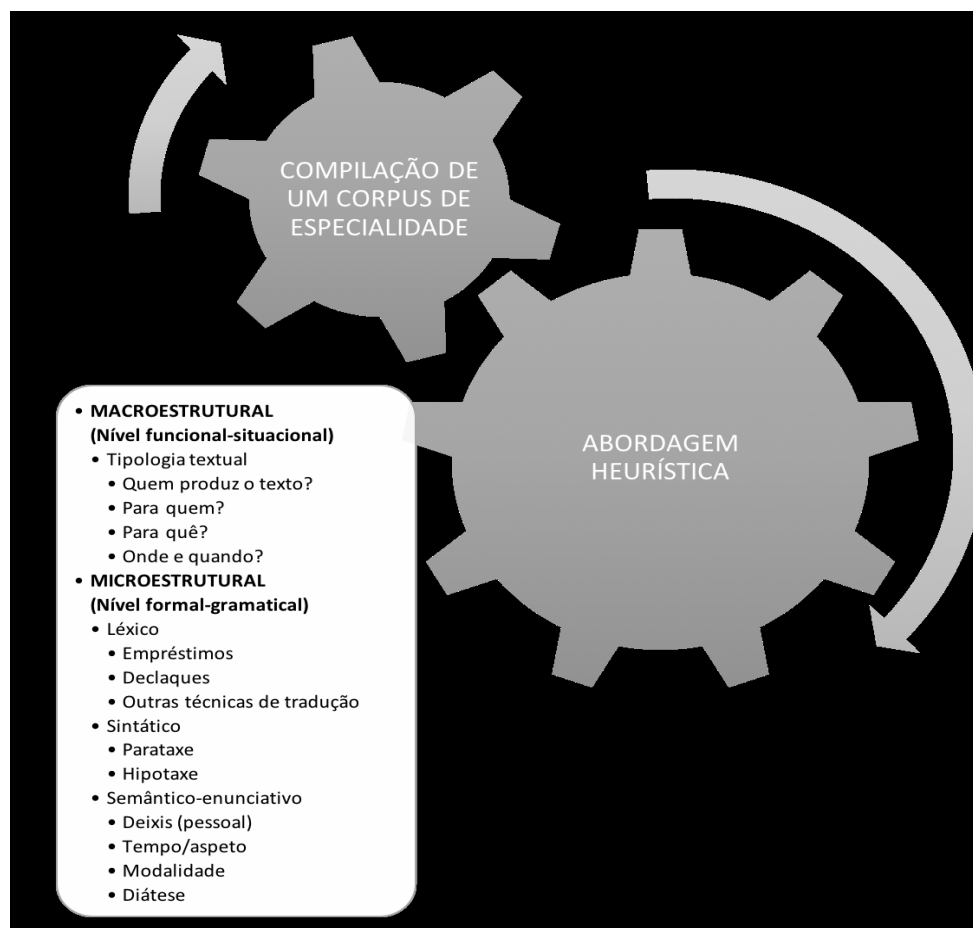 COMPILAÇÃO DE
UM CORPUS DE
ESPECIALIDADE
ABORDAGEM
HEURÍSTICA
• MACROESTRUTURAL
(Nível funcional-situacional)
• Tipologia textual
• Quem produz o texto?
• Para quem?
• Para quê?
• Onde e quando?
• MICROESTRUTURAL
(Nível formal-gramatical)
• Léxico
• Empréstimos
• Declaques
• Outras técnicas de tradução
• Sintático
• Parataxe
• Hipotaxe
• Semântico-enunciativo
• Deixis (pessoal)
• Tempo/aspeto
• Modalidade
• Diátese